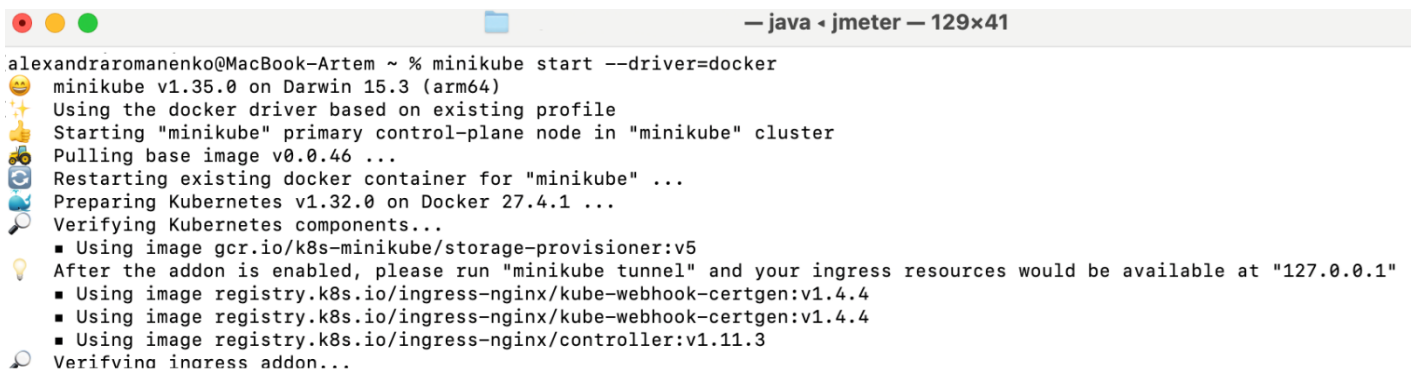 — java ◂ jmeter — 129×41
alexandraromanenko@MacBook-Artem ~ % minikube start --driver=docker
😄 minikube v1.35.0 on Darwin 15.3 (arm64)
✨ Using the docker driver based on existing profile
👍 Starting "minikube" primary control-plane node in "minikube" cluster
🚜 Pulling base image v0.0.46 ...
🔄 Restarting existing docker container for "minikube" ...
🐳 Preparing Kubernetes v1.32.0 on Docker 27.4.1 ...
🔎 Verifying Kubernetes components...
▪ Using image gcr.io/k8s-minikube/storage-provisioner:v5
💡 After the addon is enabled, please run "minikube tunnel" and your ingress resources would be available at "127.0.0.1"
▪ Using image registry.k8s.io/ingress-nginx/kube-webhook-certgen:v1.4.4
▪ Using image registry.k8s.io/ingress-nginx/kube-webhook-certgen:v1.4.4
▪ Using image registry.k8s.io/ingress-nginx/controller:v1.11.3
🔎 Verifying ingress addon...